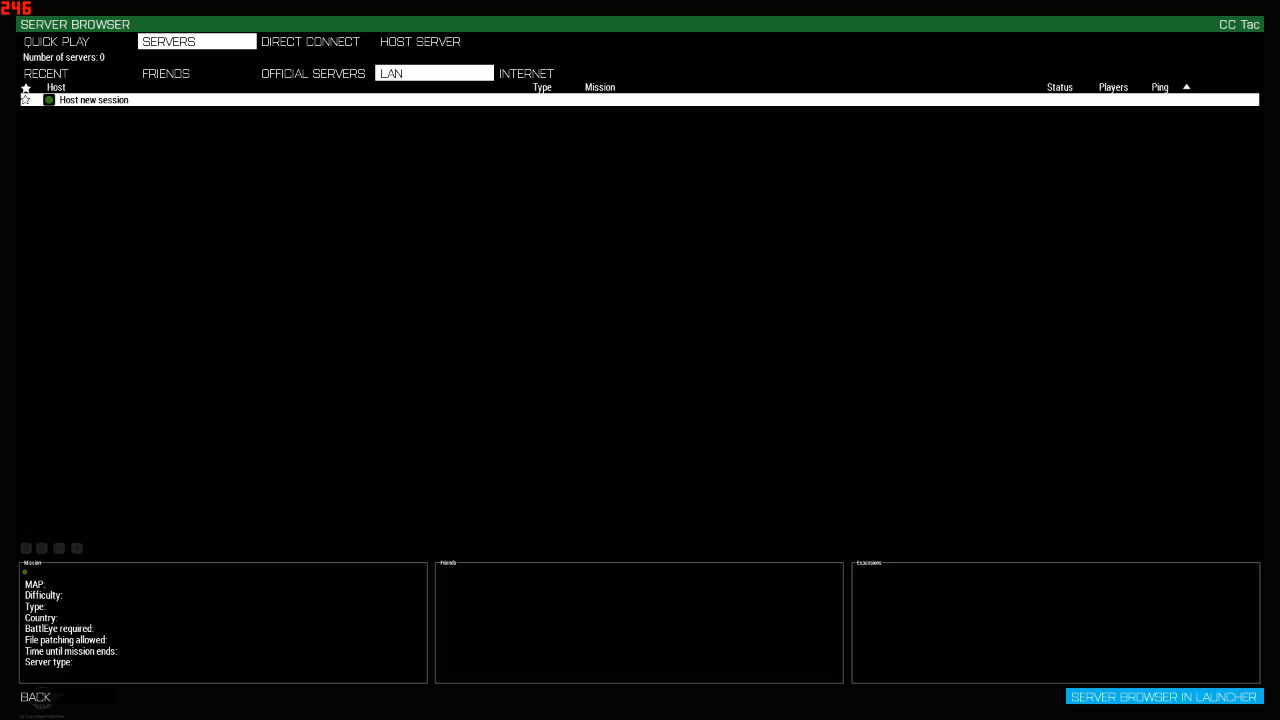 246
SERVER BROWSER CC Tac
QUICK PLAY SERVERS DIRECT CONNECT HOST SERVER
Number of servers: 0
RECENT FRIENDS OFFICIAL SERVERS LAN INTERNET
Host Type Mission Status Players Ping
Host new session
Mission Friends Expansions
MAP:
Difficulty:
Type:
Country:
BattlEye required:
File patching allowed:
Time until mission ends:
Server type:
BACK SERVER BROWSER IN LAUNCHER